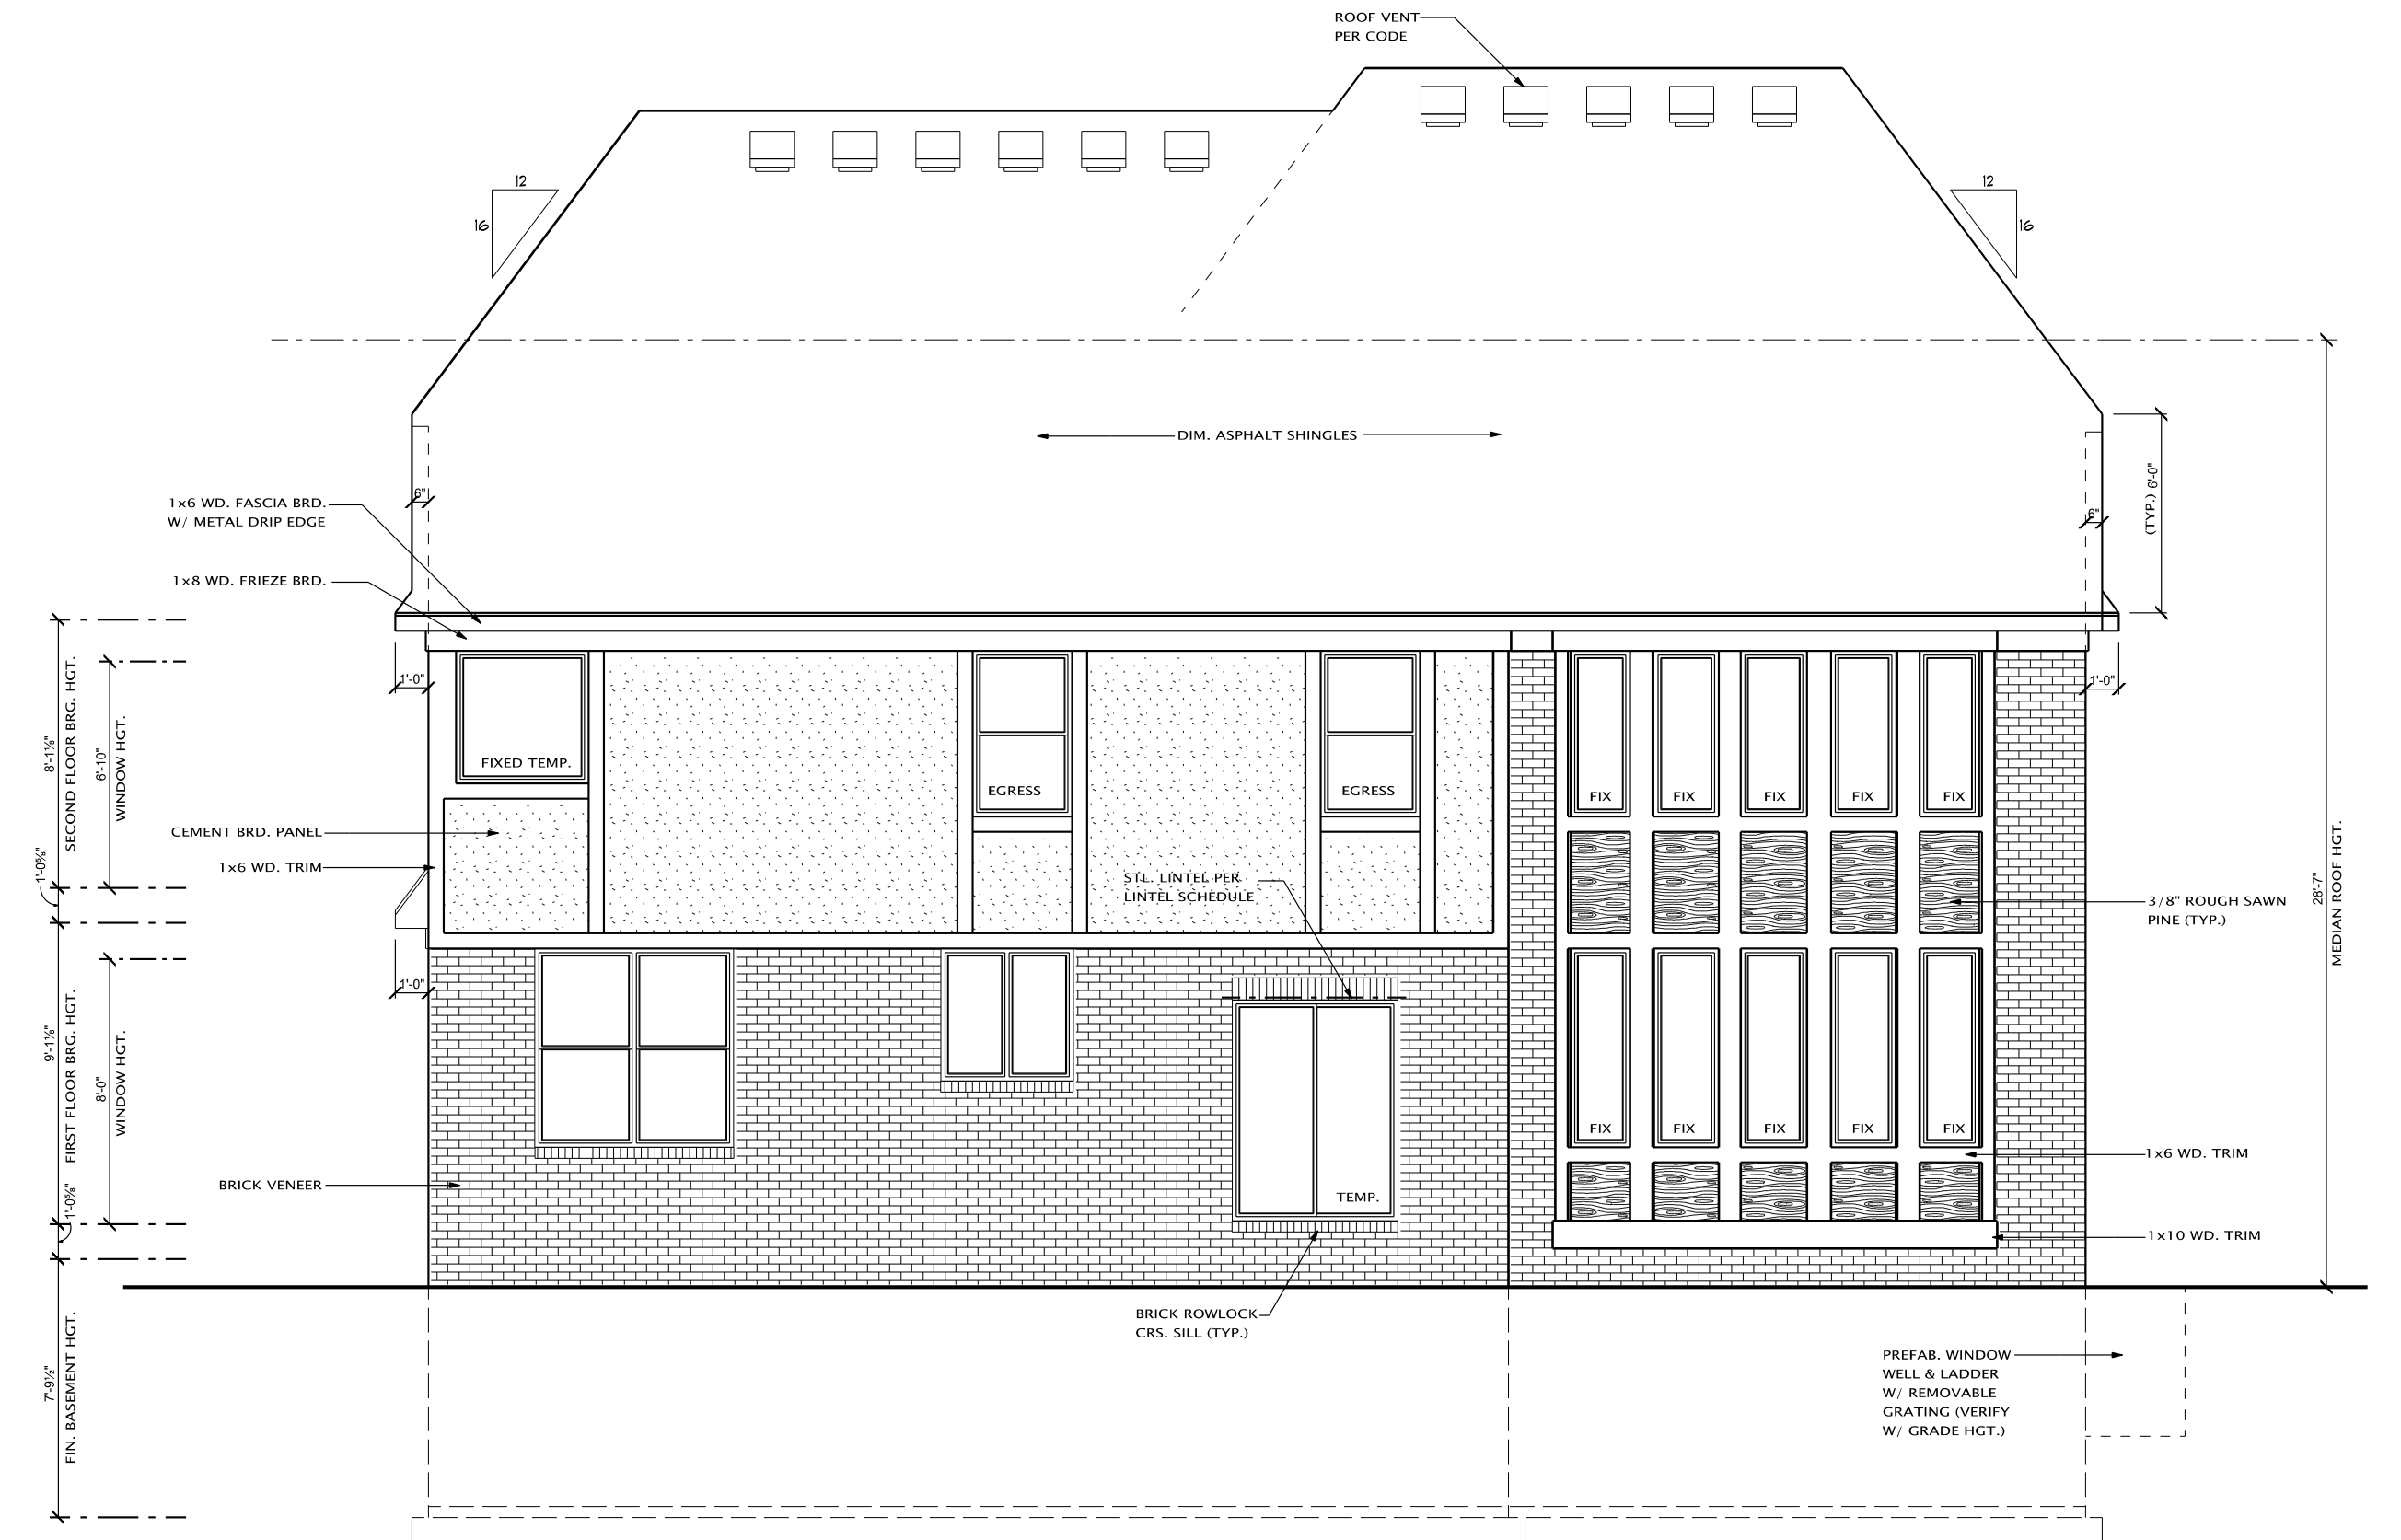 ROOF VENT
PER CODE
12
16
12
16
DIM. ASPHALT SHINGLES
6"
1x6 WD. FASCIA BRD.
W/ METAL DRIP EDGE
1x8 WD. FRIEZE BRD.
(TYP.) 6'-0"
6"
1'-0"
1'-0"
8'-1⅛"
SECOND FLOOR BRG. HGT.
6'-10"
WINDOW HGT.
FIXED TEMP.
EGRESS
EGRESS
FIX
FIX
FIX
FIX
FIX
CEMENT BRD. PANEL
1x6 WD. TRIM
1'-0⅝"
STL. LINTEL PER
LINTEL SCHEDULE
3/8" ROUGH SAWN
PINE (TYP.)
28'-7"
MEDIAN ROOF HGT.
1'-0"
9'-1⅛"
FIRST FLOOR BRG. HGT.
8'-0"
WINDOW HGT.
FIX
FIX
FIX
FIX
FIX
1x6 WD. TRIM
BRICK VENEER
TEMP.
1'-0⅝"
1x10 WD. TRIM
BRICK ROWLOCK
CRS. SILL (TYP.)
7'-9½"
FIN. BASEMENT HGT.
PREFAB. WINDOW
WELL & LADDER
W/ REMOVABLE
GRATING (VERIFY
W/ GRADE HGT.)